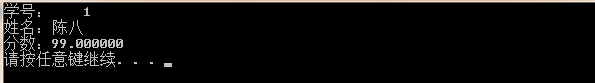 学号:    1
姓名:陈八
分数:99.000000
请按任意键继续. . .